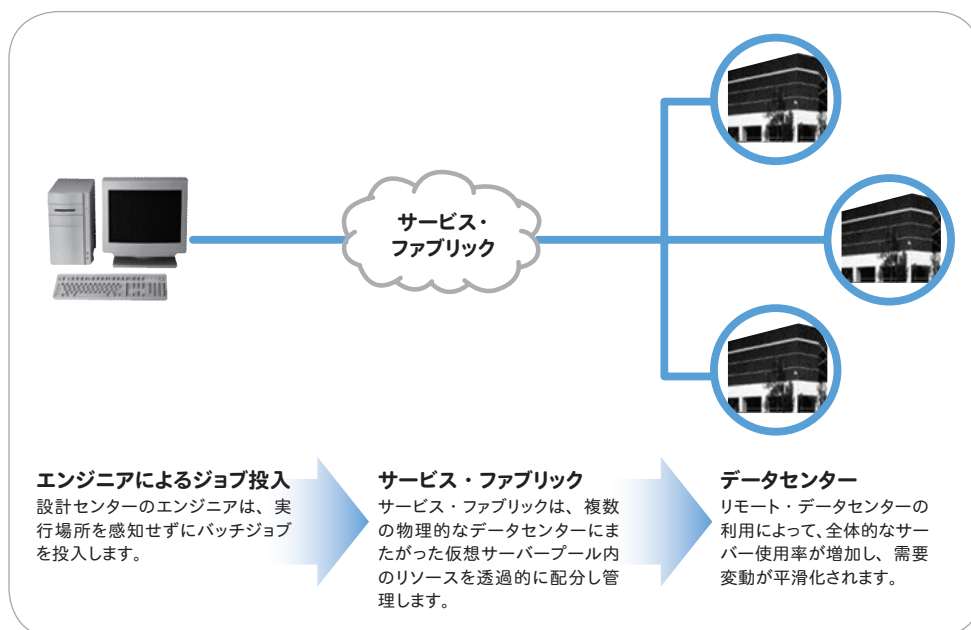 サービス・
ファブリック
エンジニアによるジョブ投入
設計センターのエンジニアは、実
行場所を感知せずにバッチジョブ
を投入します。
サービス・ファブリック
サービス・ファブリックは、複数
の物理的なデータセンターにま
たがった仮想サーバープール内
のリソースを透過的に配分し管
理します。
データセンター
リモート・データセンターの
利用によって、全体的なサー
バー使用率が増加し、需要
変動が平滑化されます。